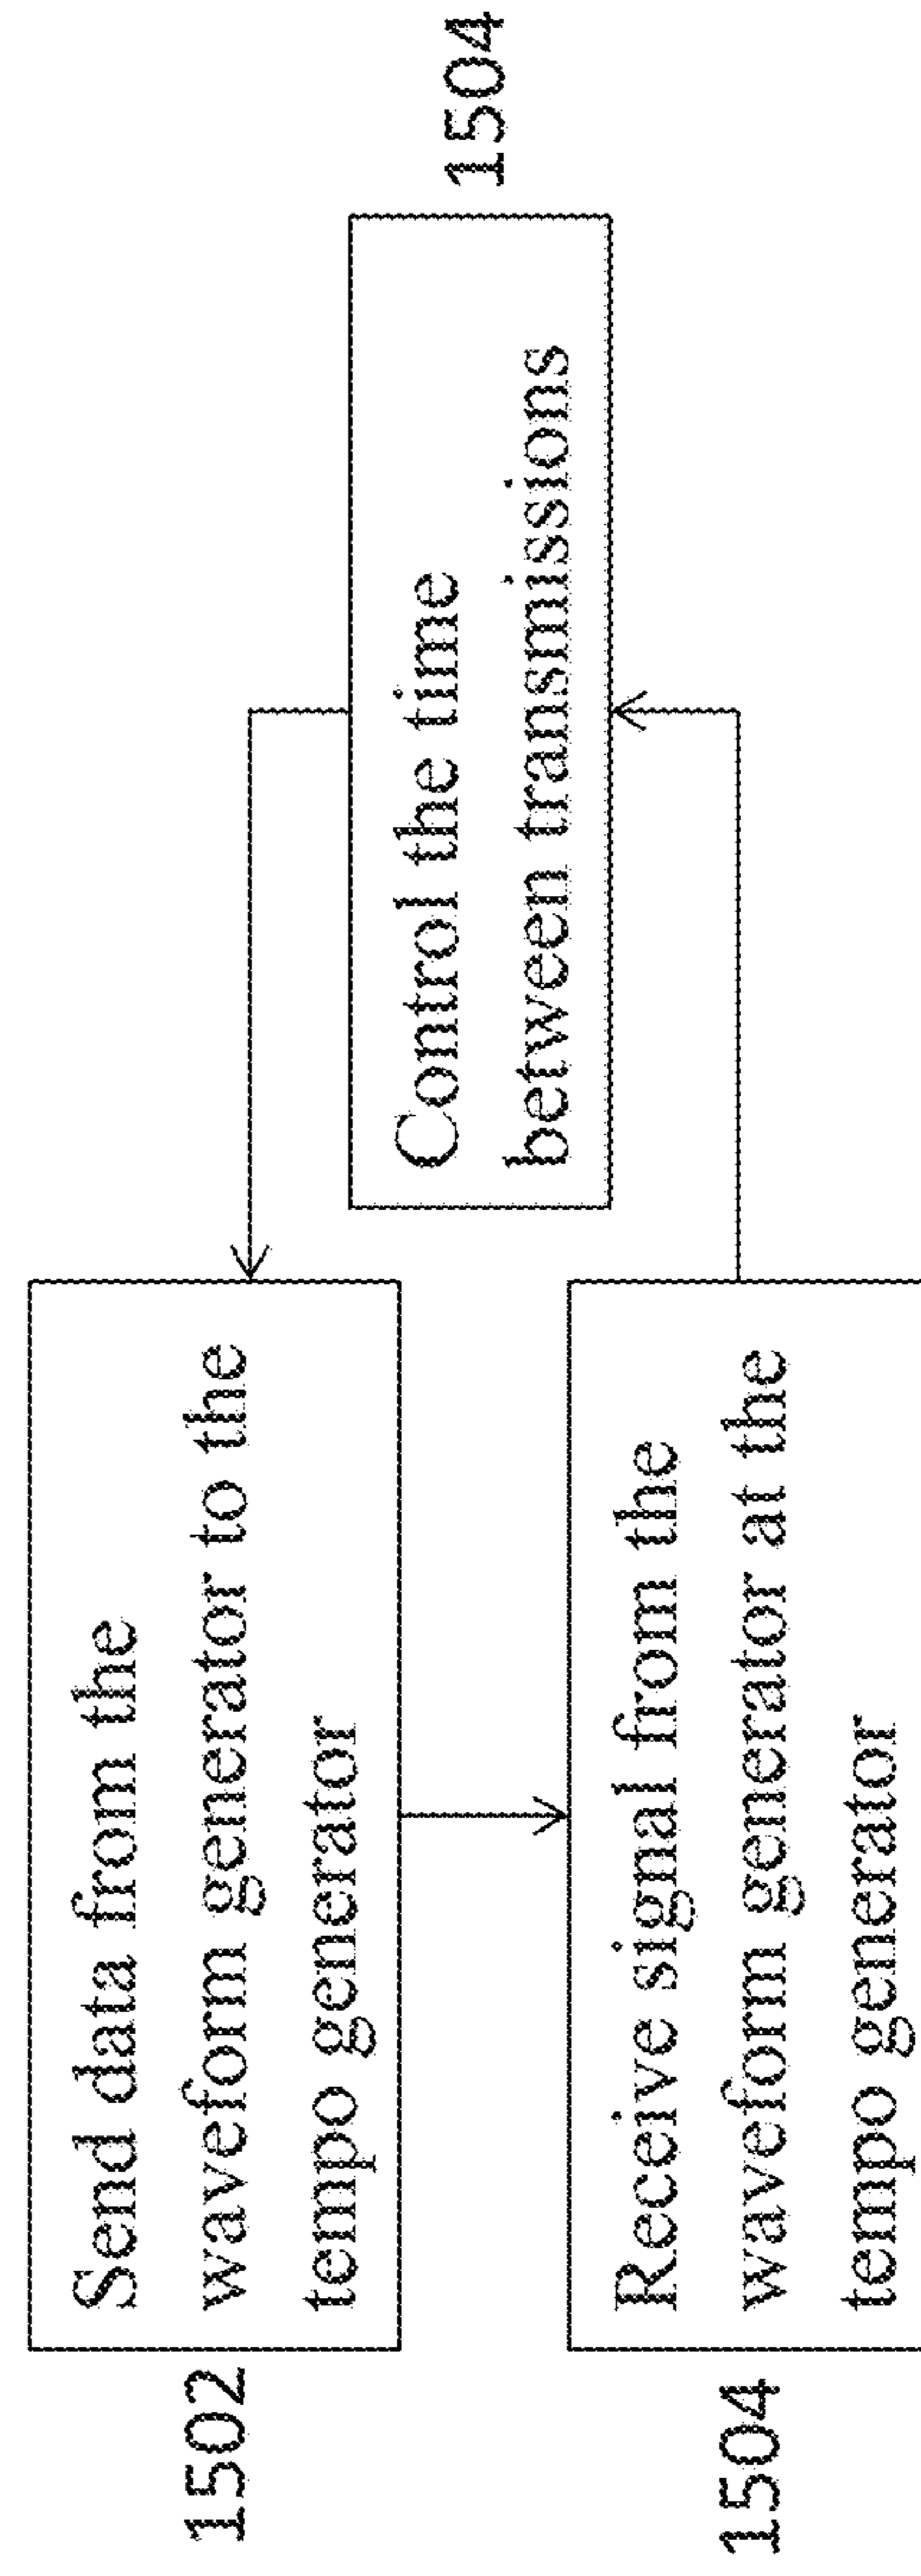 1502
Send data from the
waveform generator to the
tempo generator
1504
Receive signal from the
waveform generator at the
tempo generator
Control the time
between transmissions
1504